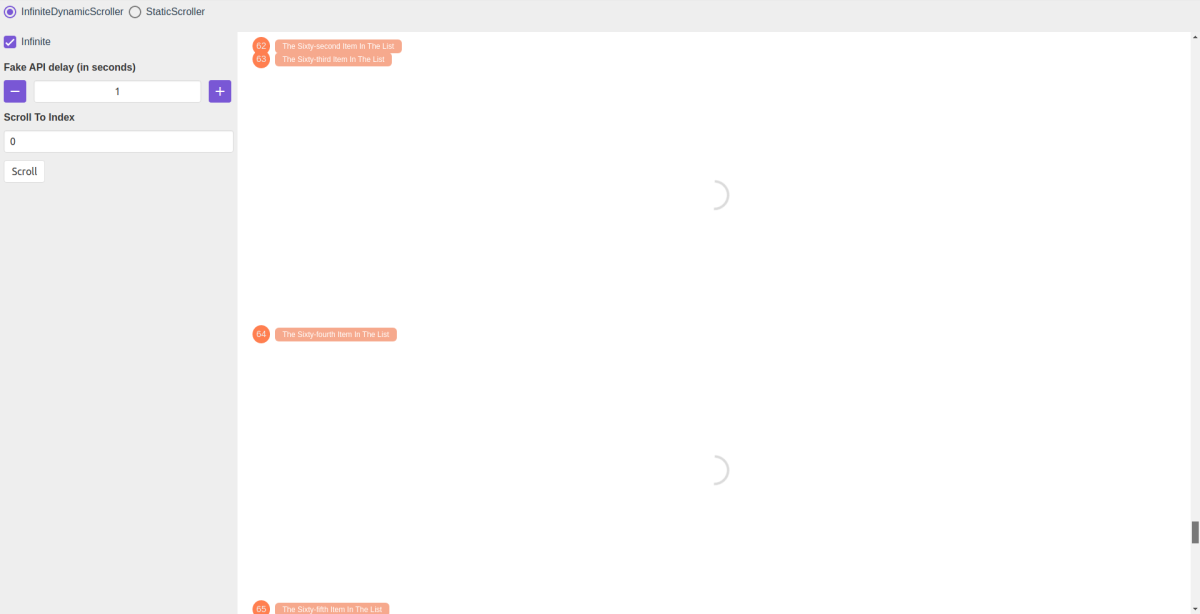 InfiniteDynamicScroller StaticScroller
Infinite
Fake API delay (in seconds)
− 1 +
Scroll To Index
0
Scroll
62 The Sixty-second Item In The List
63 The Sixty-third Item In The List
64 The Sixty-fourth Item In The List
65 The Sixty-fifth Item In The List